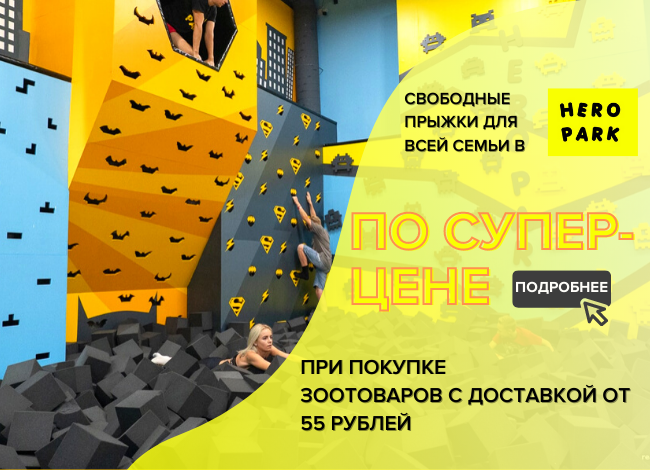 СВОБОДНЫЕ
ПРЫЖКИ ДЛЯ
ВСЕЙ СЕМЬИ В
HERO
PARK
ПО СУПЕР-
ЦЕНЕ
ПОДРОБНЕЕ
ПРИ ПОКУПКЕ
ЗООТОВАРОВ С ДОСТАВКОЙ ОТ
55 РУБЛЕЙ